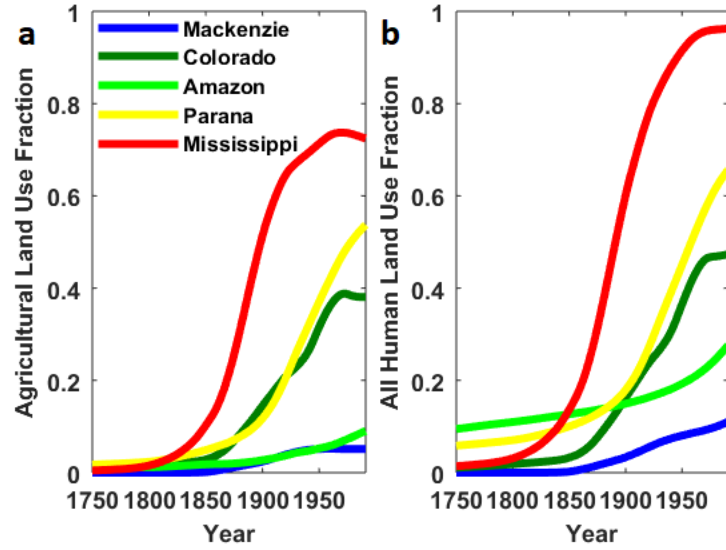 a
Mackenzie
Colorado
Amazon
Parana
Mississippi
Agricultural Land Use Fraction
1
0.8
0.6
0.4
0.2
0
1750 1800 1850 1900 1950
Year
b
All Human Land Use Fraction
1
0.8
0.6
0.4
0.2
0
1750 1800 1850 1900 1950
Year